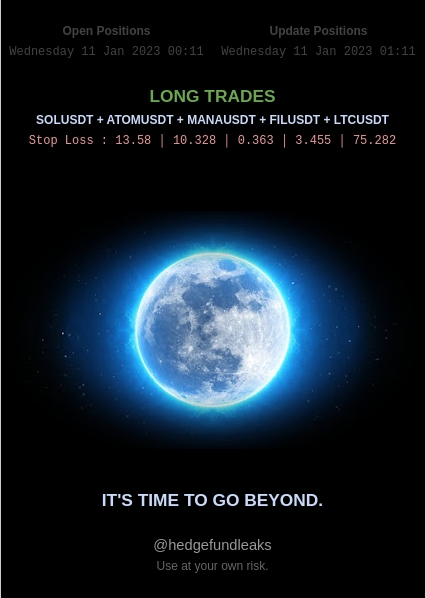 Open Positions
Update Positions
Wednesday 11 Jan 2023 00:11
Wednesday 11 Jan 2023 01:11
LONG TRADES
SOLUSDT + ATOMUSDT + MANAUSDT + FILUSDT + LTCUSDT
Stop Loss : 13.58 | 10.328 | 0.363 | 3.455 | 75.282
IT'S TIME TO GO BEYOND.
@hedgefundleaks
Use at your own risk.